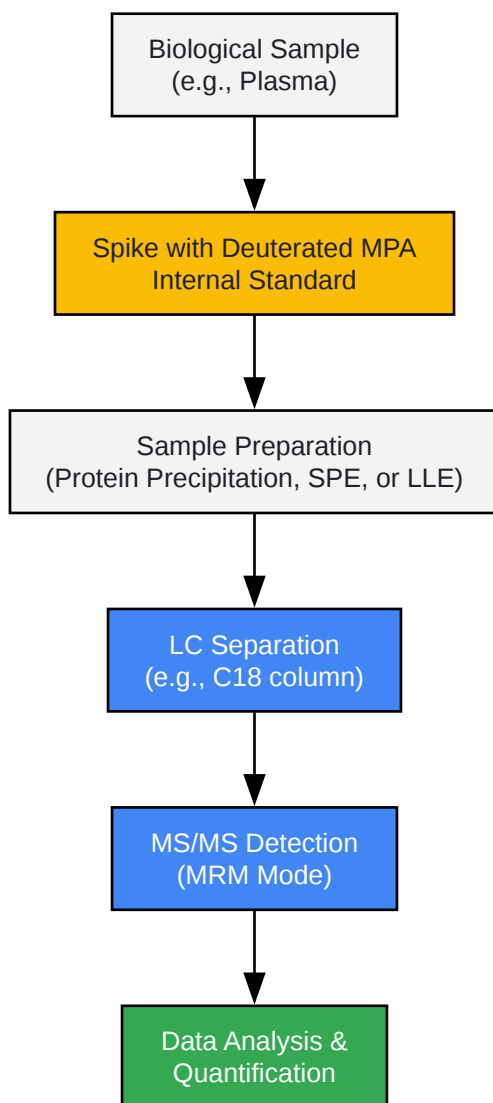 Biological Sample
(e.g., Plasma)
Spike with Deuterated MPA
Internal Standard
Sample Preparation
(Protein Precipitation, SPE, or LLE)
LC Separation
(e.g., C18 column)
MS/MS Detection
(MRM Mode)
Data Analysis &
Quantification